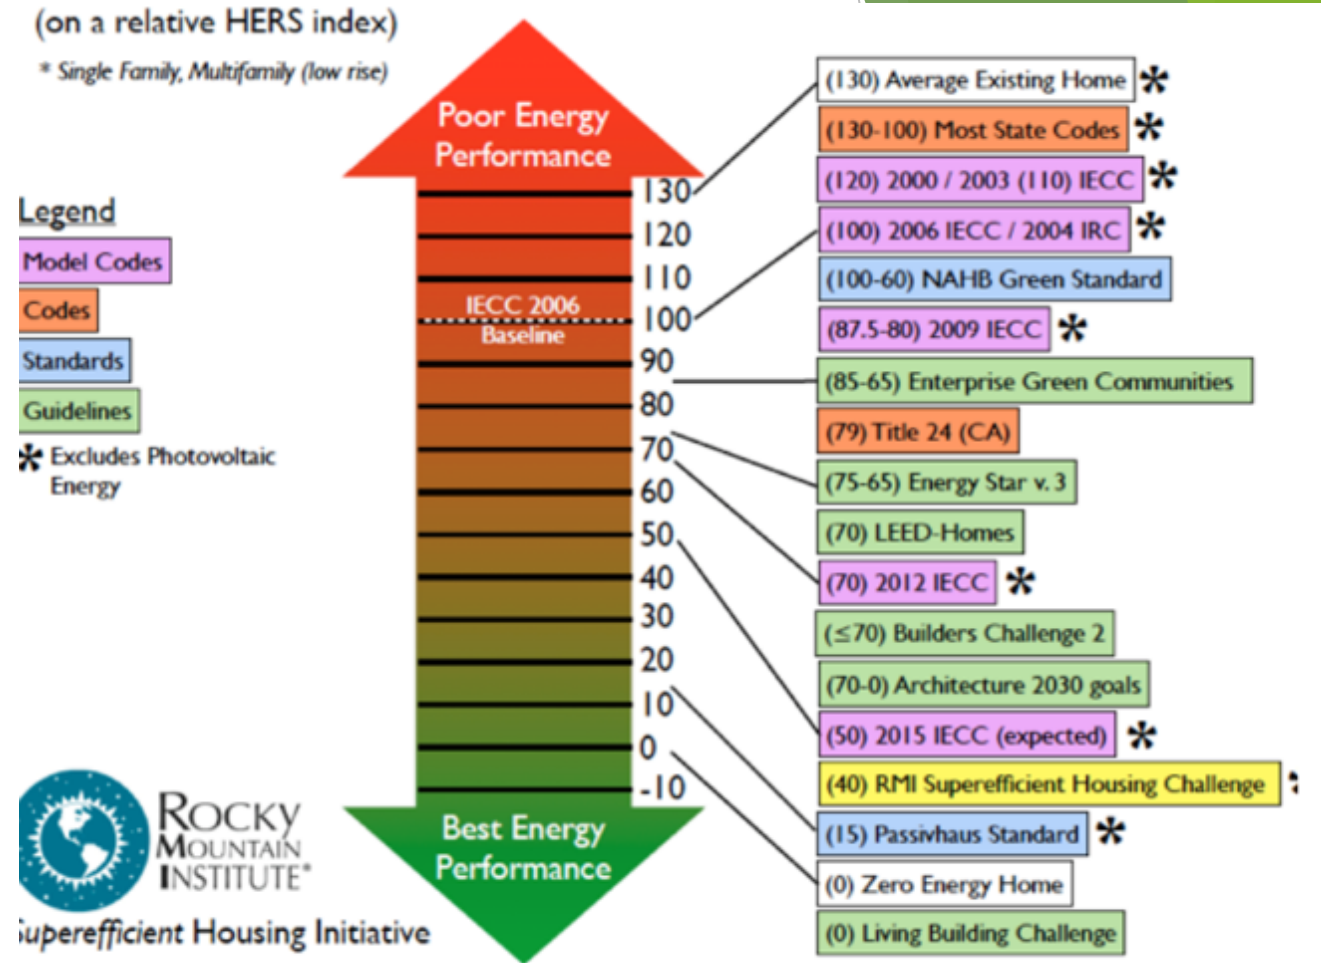 (on a relative HERS index)
* Single Family, Multifamily (low rise)
Legend
Model Codes
Codes
Standards
Guidelines
* Excludes Photovoltaic
Energy
Poor Energy
Performance
130
120
110
IECC 2006
100
Baseline
90
80
70
60
50
40
30
20
10
0
-10
Best Energy
Performance
(130) Average Existing Home *
(130-100) Most State Codes *
(120) 2000 / 2003 (110) IECC *
(100) 2006 IECC / 2004 IRC *
(100-60) NAHB Green Standard
(87.5-80) 2009 IECC *
(85-65) Enterprise Green Communities
(79) Title 24 (CA)
(75-65) Energy Star v. 3
(70) LEED-Homes
(70) 2012 IECC *
(≤70) Builders Challenge 2
(70-0) Architecture 2030 goals
(50) 2015 IECC (expected) *
(40) RMI Superefficient Housing Challenge
(15) Passivhaus Standard *
(0) Zero Energy Home
(0) Living Building Challenge
ROCKY
MOUNTAIN
INSTITUTE®
uperefficient Housing Initiative